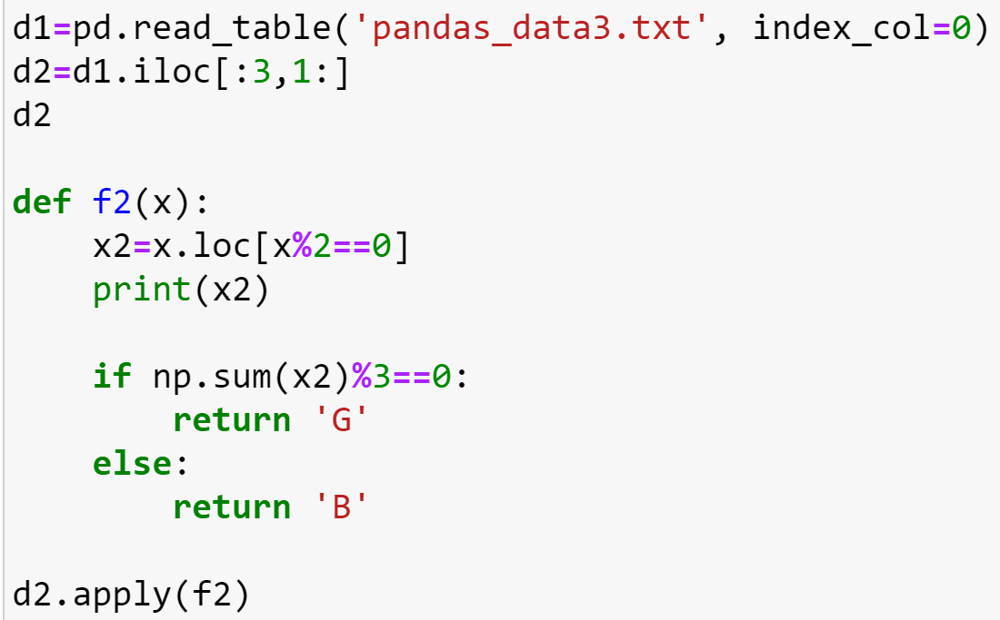 d1=pd.read_table('pandas_data3.txt', index_col=0)
d2=d1.iloc[:3,1:]
d2
def f2(x):
    x2=x.loc[x%2==0]
    print(x2)
    if np.sum(x2)%3==0:
        return 'G'
    else:
        return 'B'
d2.apply(f2)